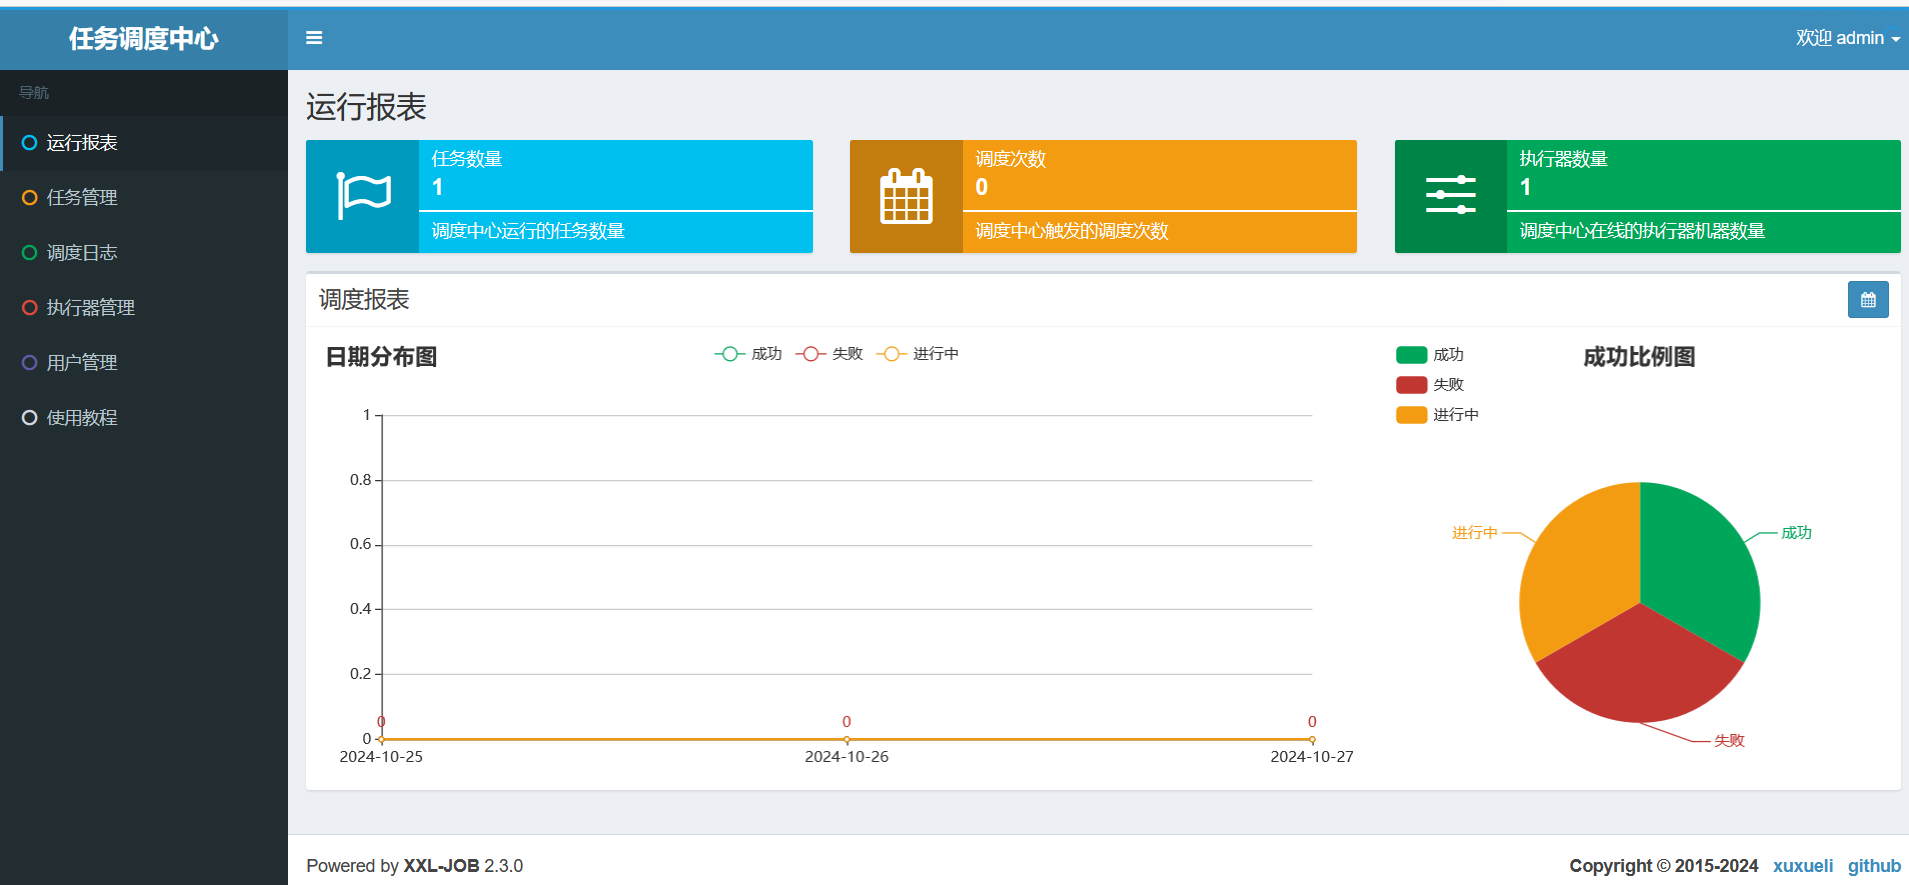 任务调度中心
欢迎 admin
导航
运行报表
任务管理
调度日志
执行器管理
用户管理
使用教程
运行报表
任务数量
1
调度中心运行的任务数量
调度次数
0
调度中心触发的调度次数
执行器数量
1
调度中心在线的执行器机器数量
调度报表
日期分布图
成功 失败 进行中
1
0.8
0.6
0.4
0.2
0
0 0 0
2024-10-25 2024-10-26 2024-10-27
成功
失败
进行中
成功比例图
进行中
成功
失败
Powered by XXL-JOB 2.3.0
Copyright © 2015-2024 xuxueli github